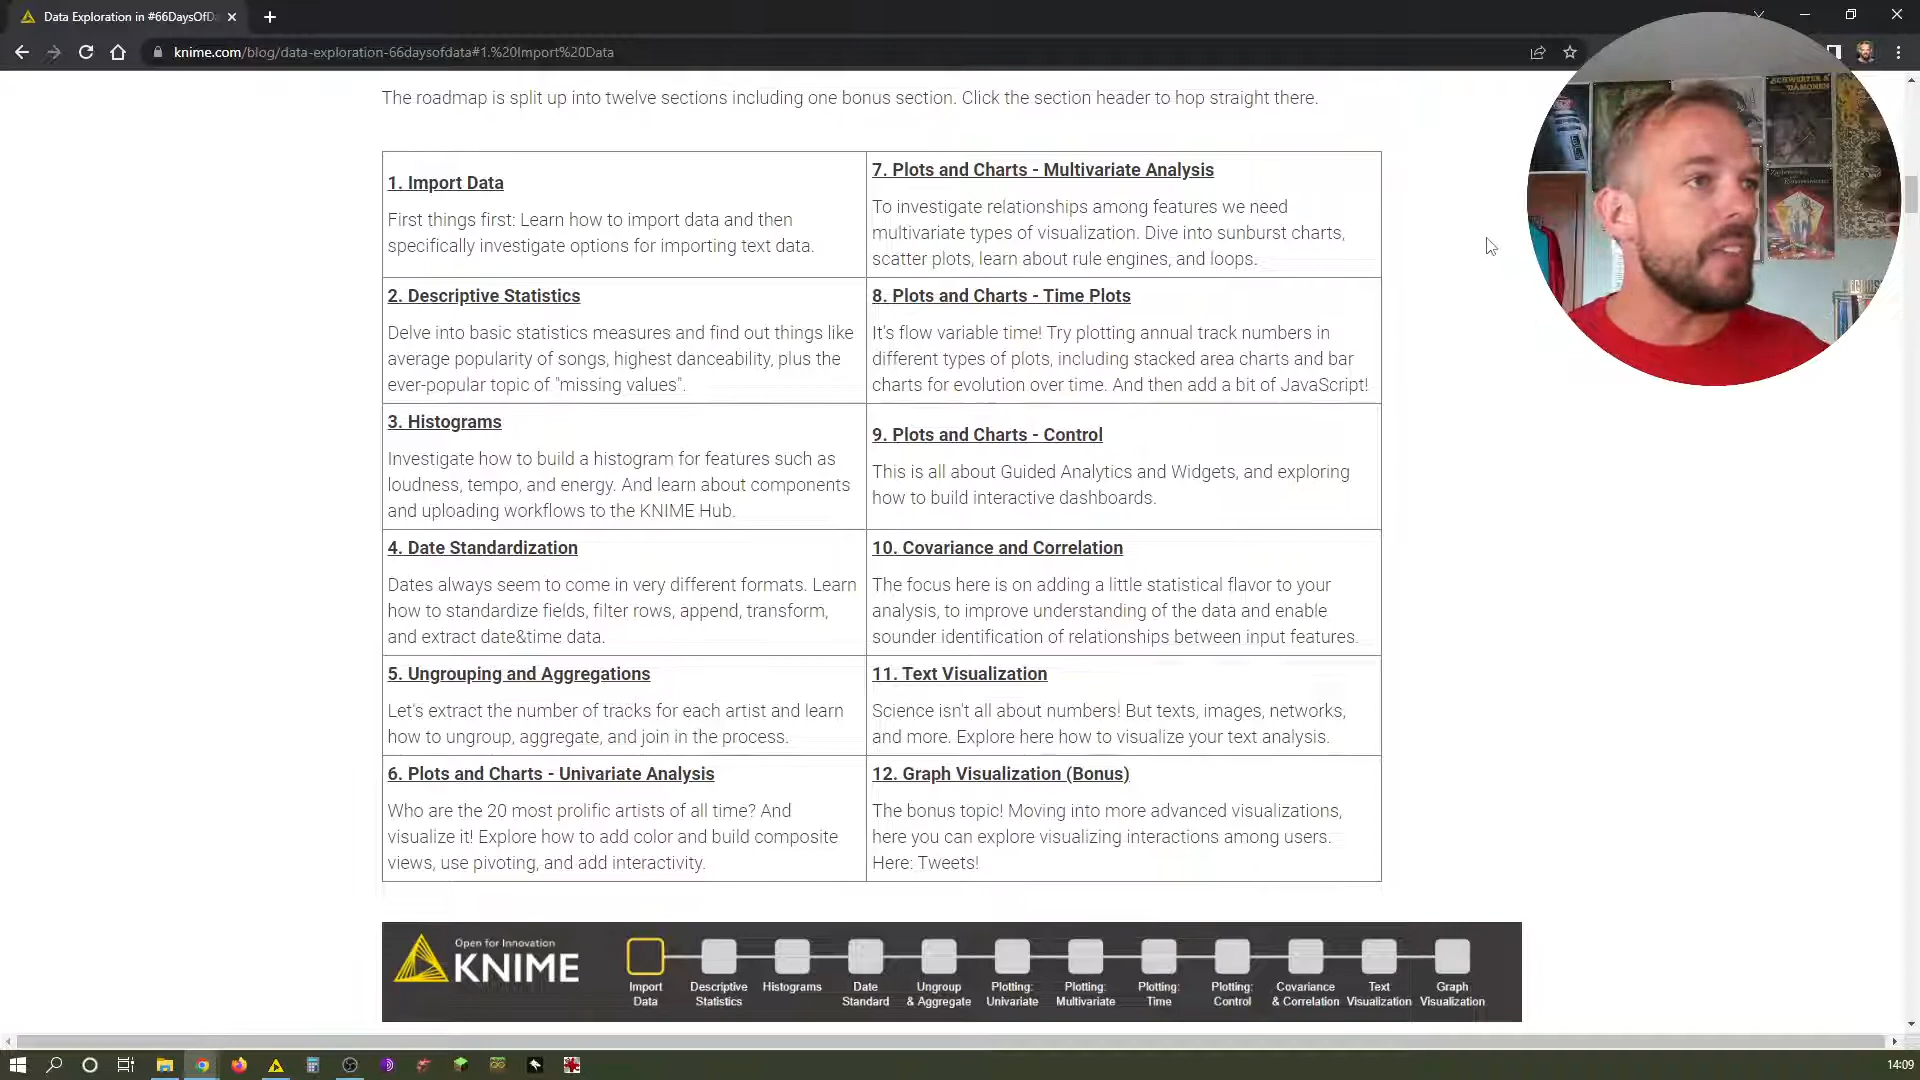 Data Exploration in #66DaysOfDa
knime.com/blog/data-exploration-66daysofdata#1.%20Import%20Data
The roadmap is split up into twelve sections including one bonus section. Click the section header to hop straight there.
1. Import Data
First things first: Learn how to import data and then
specifically investigate options for importing text data.
2. Descriptive Statistics
Delve into basic statistics measures and find out things like
average popularity of songs, highest danceability, plus the
ever-popular topic of "missing values".
3. Histograms
Investigate how to build a histogram for features such as
loudness, tempo, and energy. And learn about components
and uploading workflows to the KNIME Hub.
4. Date Standardization
Dates always seem to come in very different formats. Learn
how to standardize fields, filter rows, append, transform,
and extract date&time data.
5. Ungrouping and Aggregations
Let's extract the number of tracks for each artist and learn
how to ungroup, aggregate, and join in the process.
6. Plots and Charts - Univariate Analysis
Who are the 20 most prolific artists of all time? And
visualize it! Explore how to add color and build composite
views, use pivoting, and add interactivity.
7. Plots and Charts - Multivariate Analysis
To investigate relationships among features we need
multivariate types of visualization. Dive into sunburst charts,
scatter plots, learn about rule engines, and loops.
8. Plots and Charts - Time Plots
It's flow variable time! Try plotting annual track numbers in
different types of plots, including stacked area charts and bar
charts for evolution over time. And then add a bit of JavaScript!
9. Plots and Charts - Control
This is all about Guided Analytics and Widgets, and exploring
how to build interactive dashboards.
10. Covariance and Correlation
The focus here is on adding a little statistical flavor to your
analysis, to improve understanding of the data and enable
sounder identification of relationships between input features.
11. Text Visualization
Science isn't all about numbers! But texts, images, networks,
and more. Explore here how to visualize your text analysis.
12. Graph Visualization (Bonus)
The bonus topic! Moving into more advanced visualizations,
here you can explore visualizing interactions among users.
Here: Tweets!
Open for Innovation
KNIME
Import
Data
Descriptive
Statistics
Histograms
Date
Standard
Ungroup
& Aggregate
Plotting:
Univariate
Plotting:
Multivariate
Plotting:
Time
Plotting:
Control
Covariance
& Correlation
Text
Visualization
Graph
Visualization
SCHWERTER &
DÄMONEN
14:09